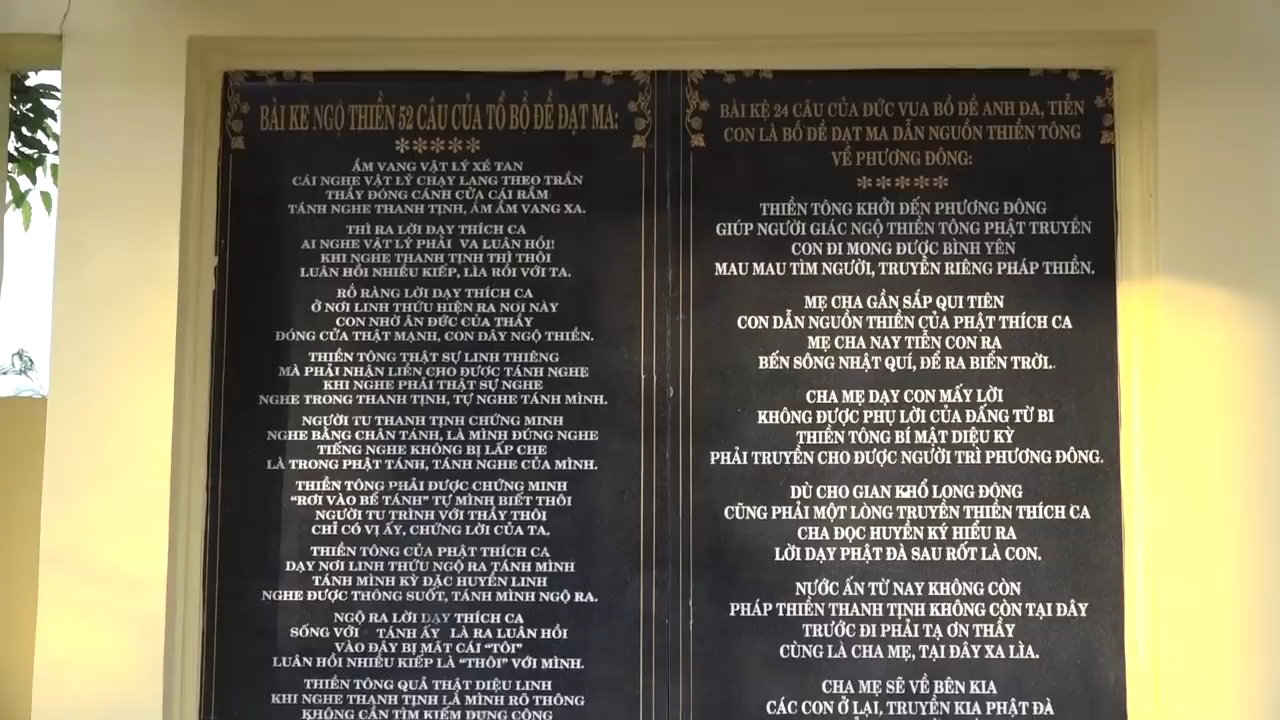 BÀI KỆ NGỘ THIỀN 52 CÂU CỦA TỔ BỒ ĐỀ ĐẠT MA:
*****
ẦM VANG VẬT LÝ XÉ TAN
CÁI NGHE VẬT LÝ CHẠY LANG THEO TRẦN
THẦY ĐÓNG CÁNH CỬA CÁI RẦM
TÁNH NGHE THANH TỊNH, ẦM ẦM VANG XA.
THÌ RA LỜI DẠY THÍCH CA
AI NGHE VẬT LÝ PHẢI VA LUÂN HỒI!
KHI NGHE THANH TỊNH THÌ THÔI
LUÂN HỒI NHIỀU KIẾP, LÌA RỒI VỚI TA.
RÕ RÀNG LỜI DẠY THÍCH CA
Ở NƠI LINH THỨU HIỆN RA NƠI NÀY
CON NHỜ ÂN ĐỨC CỦA THẦY
ĐÓNG CỬA THẬT MẠNH, CON ĐÂY NGỘ THIỀN.
THIỀN TÔNG THẬT SỰ LINH THIÊNG
MÀ PHẢI NHẬN LIỀN CHO ĐƯỢC TÁNH NGHE
KHI NGHE PHẢI THẬT SỰ NGHE
NGHE TRONG THANH TỊNH, TỰ NGHE TÁNH MÌNH.
NGƯỜI TU THANH TỊNH CHỨNG MINH
NGHE BẰNG CHÂN TÁNH, LÀ MÌNH ĐÚNG NGHE
TIẾNG NGHE KHÔNG BỊ LẤP CHE
LÀ TRONG PHẬT TÁNH, TÁNH NGHE CỦA MÌNH.
THIỀN TÔNG PHẢI ĐƯỢC CHỨNG MINH
“RƠI VÀO BỂ TÁNH” TỰ MÌNH BIẾT THÔI
NGƯỜI TU TRÌNH VỚI THẦY THÔI
CHỈ CÓ VỊ ẤY, CHỨNG LỜI CỦA TA.
THIỀN TÔNG CỦA PHẬT THÍCH CA
DẠY NƠI LINH THỨU NGỘ RA TÁNH MÌNH
TÁNH MÌNH KỲ ĐẶC HUYỀN LINH
NGHE ĐƯỢC THÔNG SUỐT, TÁNH MÌNH NGỘ RA.
NGỘ RA LỜI DẠY THÍCH CA
SỐNG VỚI TÁNH ẤY LÀ RA LUÂN HỒI
VÀO ĐÂY BỊ MẤT CÁI “TÔI”
LUÂN HỒI NHIỀU KIẾP LÀ “THÔI” VỚI MÌNH.
THIỀN TÔNG QUẢ THẬT DIỆU LINH
KHI NGHE THANH TỊNH LÀ MÌNH RÕ THÔNG
KHÔNG CẦN TÌM KIẾM DỤNG CÔNG
BÀI KỆ 24 CÂU CỦA ĐỨC VUA BỒ ĐỀ ANH ĐA, TIỄN
CON LÀ BỒ ĐỀ ĐẠT MA DẪN NGUỒN THIỀN TÔNG
VỀ PHƯƠNG ĐÔNG:
*****
THIỀN TÔNG KHỞI ĐẾN PHƯƠNG ĐÔNG
GIÚP NGƯỜI GIÁC NGỘ THIỀN TÔNG PHẬT TRUYỀN
CON ĐI MONG ĐƯỢC BÌNH YÊN
MAU MAU TÌM NGƯỜI, TRUYỀN RIÊNG PHÁP THIỀN.
MẸ CHA GẦN SẮP QUI TIÊN
CON DẪN NGUỒN THIỀN CỦA PHẬT THÍCH CA
MẸ CHA NAY TIỄN CON RA
BẾN SÔNG NHẬT QUÍ, ĐỂ RA BIỂN TRỜI.
CHA MẸ DẠY CON MẤY LỜI
KHÔNG ĐƯỢC PHỤ LỜI CỦA ĐẤNG TỪ BI
THIỀN TÔNG BÍ MẬT DIỆU KỲ
PHẢI TRUYỀN CHO ĐƯỢC NGƯỜI TRÌ PHƯƠNG ĐÔNG.
DÙ CHO GIAN KHỔ LONG ĐỘNG
CŨNG PHẢI MỘT LÒNG TRUYỀN THIỀN THÍCH CA
CHA ĐỌC HUYỀN KÝ HIỂU RA
LỜI DẠY PHẬT ĐÀ SAU RỐT LÀ CON.
NƯỚC ẤN TỪ NAY KHÔNG CÒN
PHÁP THIỀN THANH TỊNH KHÔNG CÒN TẠI ĐÂY
TRƯỚC ĐI PHẢI TẠ ƠN THẦY
CÙNG LÀ CHA MẸ, TẠI ĐÂY XA LÌA.
CHA MẸ SẼ VỀ BÊN KIA
CÁC CON Ở LẠI, TRUYỀN KIA PHẬT ĐÀ